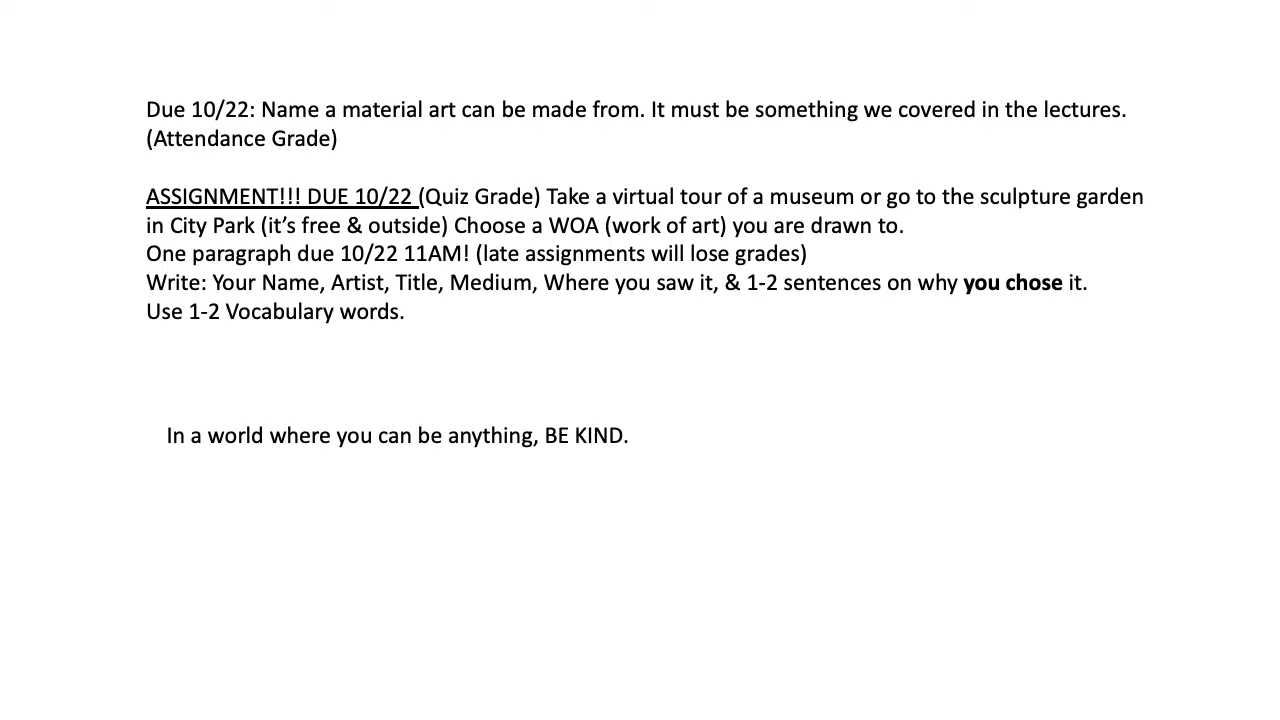 Due 10/22: Name a material art can be made from. It must be something we covered in the lectures.
(Attendance Grade)
ASSIGNMENT!!! DUE 10/22 (Quiz Grade) Take a virtual tour of a museum or go to the sculpture garden
in City Park (it’s free & outside) Choose a WOA (work of art) you are drawn to.
One paragraph due 10/22 11AM! (late assignments will lose grades)
Write: Your Name, Artist, Title, Medium, Where you saw it, & 1-2 sentences on why you chose it.
Use 1-2 Vocabulary words.
In a world where you can be anything, BE KIND.